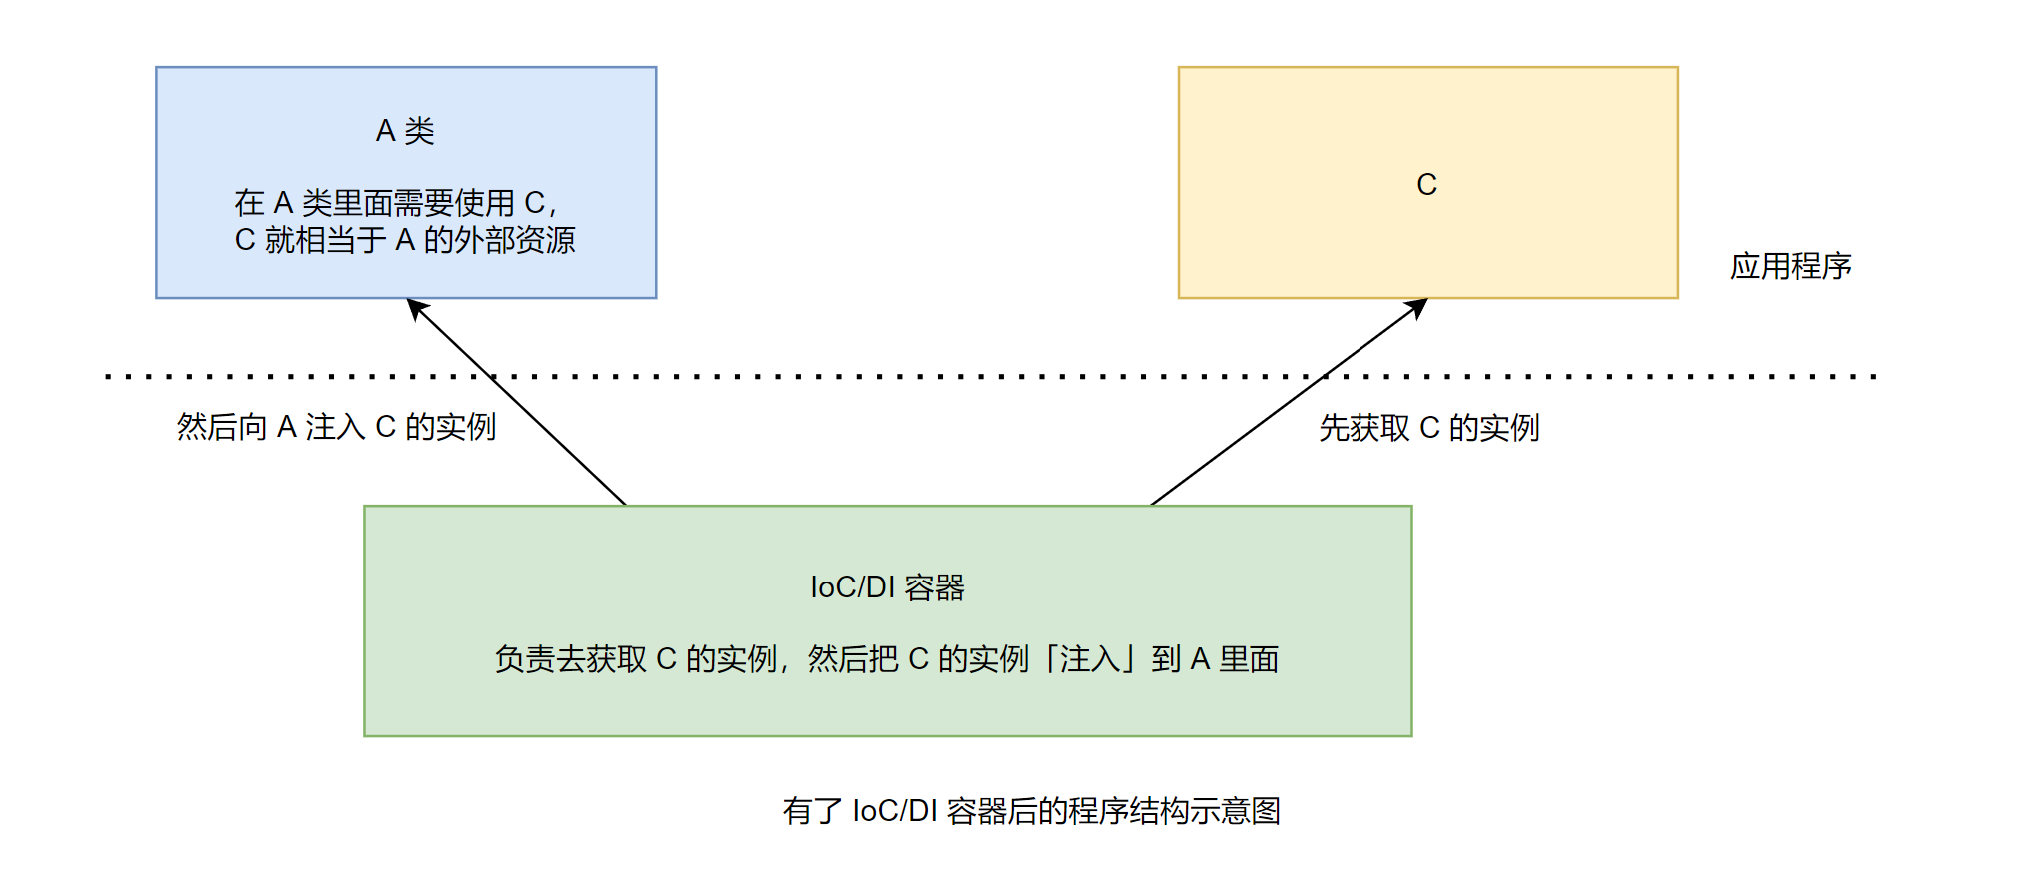 A 类
在 A 类里面需要使用 C，
C 就相当于 A 的外部资源
C
应用程序
然后向 A 注入 C 的实例
先获取 C 的实例
IoC/DI 容器
负责去获取 C 的实例，然后把 C 的实例「注入」到 A 里面
有了 IoC/DI 容器后的程序结构示意图